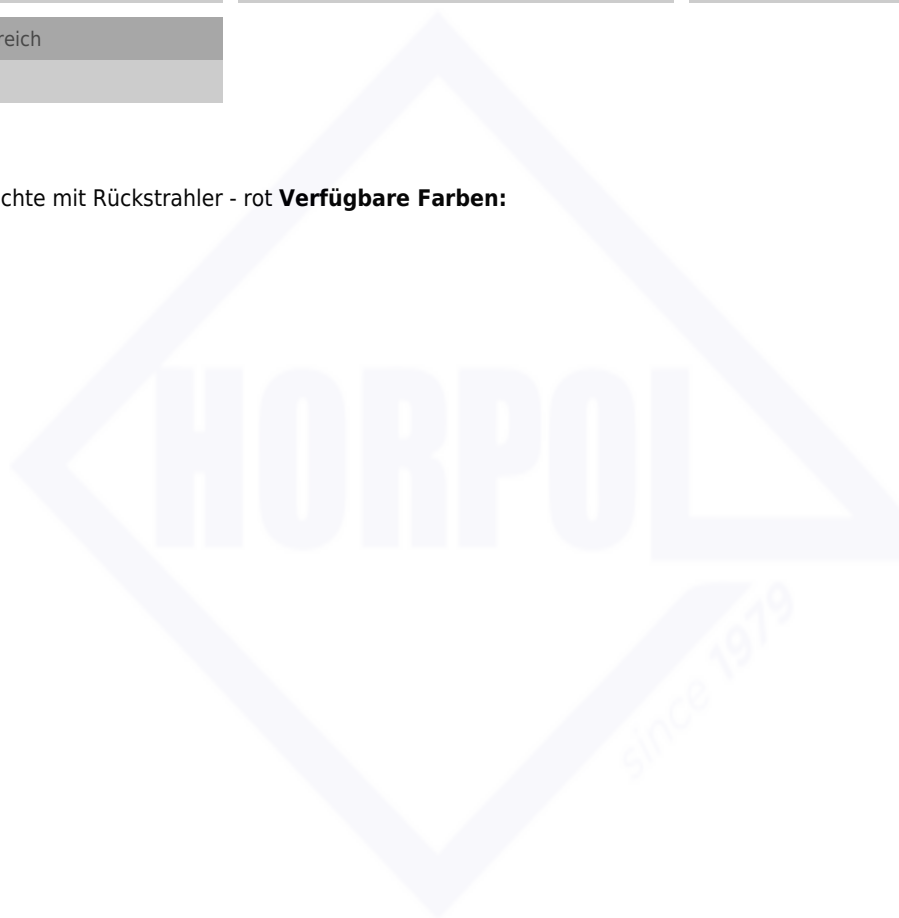 reich
chte mit Rückstrahler - rot Verfügbare Farben:
HORPOL
since 1979